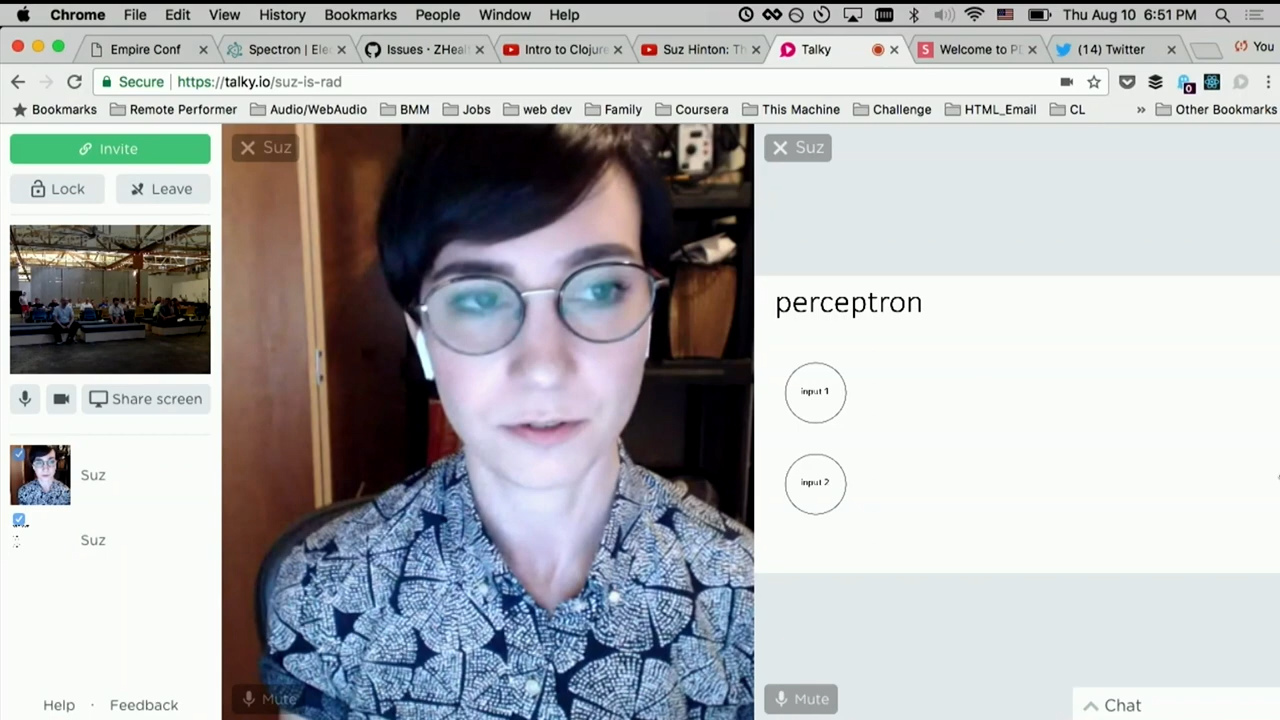 Chrome File Edit View History Bookmarks People Window Help Thu Aug 10 6:51 PM
Empire Conf Spectron | Ele Issues · ZHeal Intro to Clojure Suz Hinton: Th Talky Welcome to P (14) Twitter You
Secure https://talky.io/suz-is-rad
0
Bookmarks Remote Performer Audio/WebAudio BMM Jobs web dev Family Coursera This Machine Challenge HTML_Email CL » Other Bookmarks
Invite
Lock Leave
Share screen
Suz
Suz
Help · Feedback
Suz
Mute
Suz
perceptron
input 1
input 2
Mute
Chat